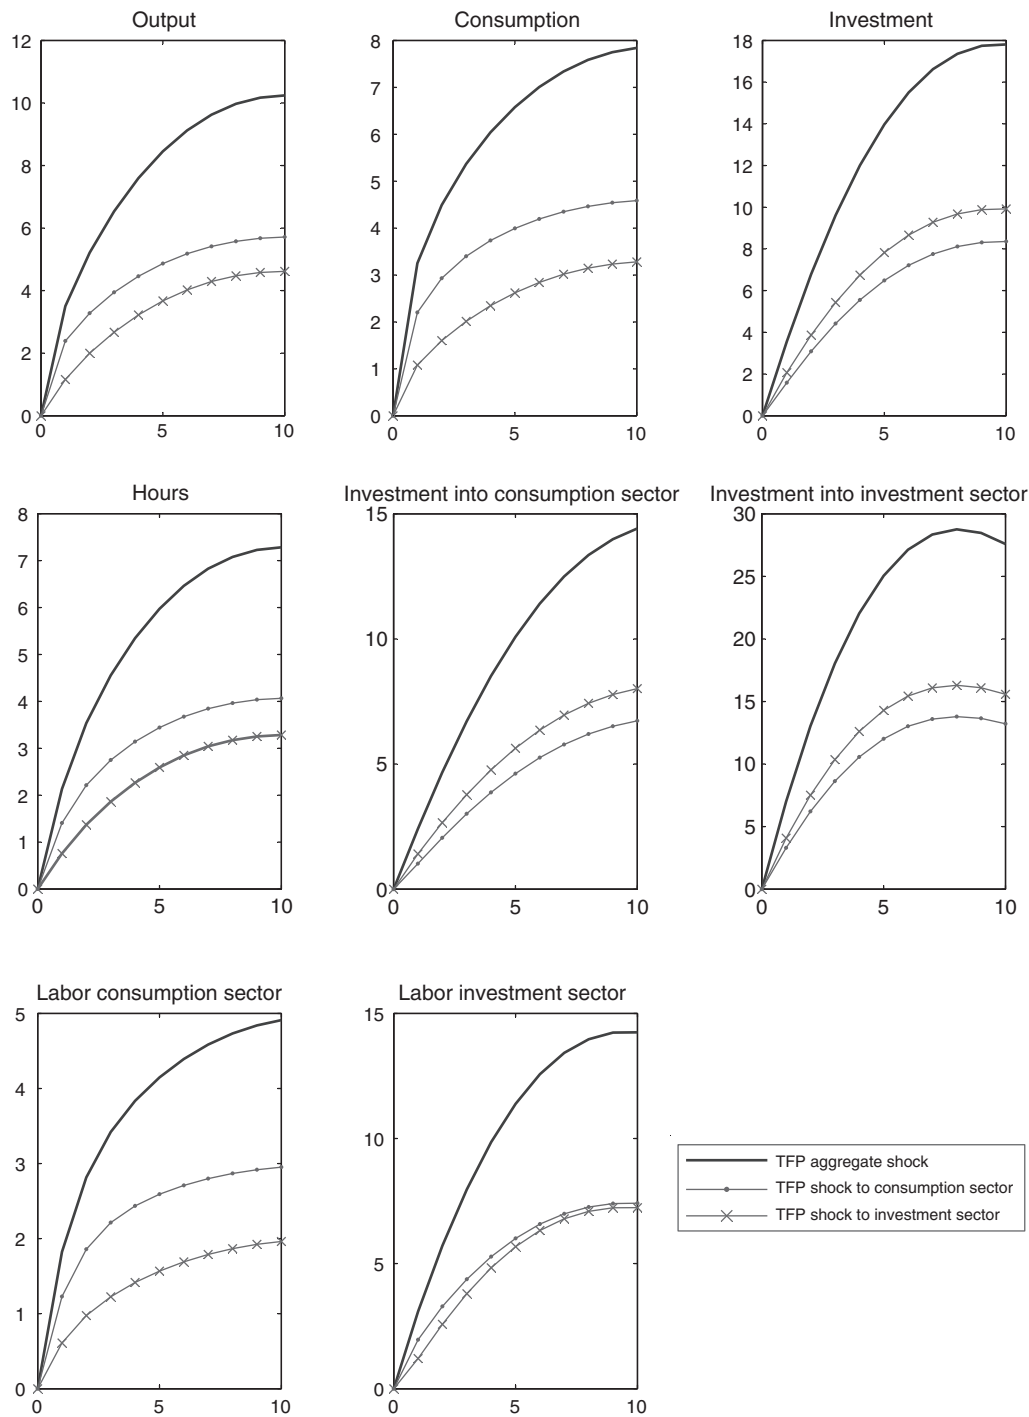 Output
12
10
8
6
4
2
0
0 5 10
Consumption
8
7
6
5
4
3
2
1
0
0 5 10
Investment
18
16
14
12
10
8
6
4
2
0
0 5 10
Hours
8
7
6
5
4
3
2
1
0
0 5 10
Investment into consumption sector
15
10
5
0
0 5 10
Investment into investment sector
30
25
20
15
10
5
0
0 5 10
Labor consumption sector
5
4
3
2
1
0
0 5 10
Labor investment sector
15
10
5
0
0 5 10
TFP aggregate shock
TFP shock to consumption sector
TFP shock to investment sector